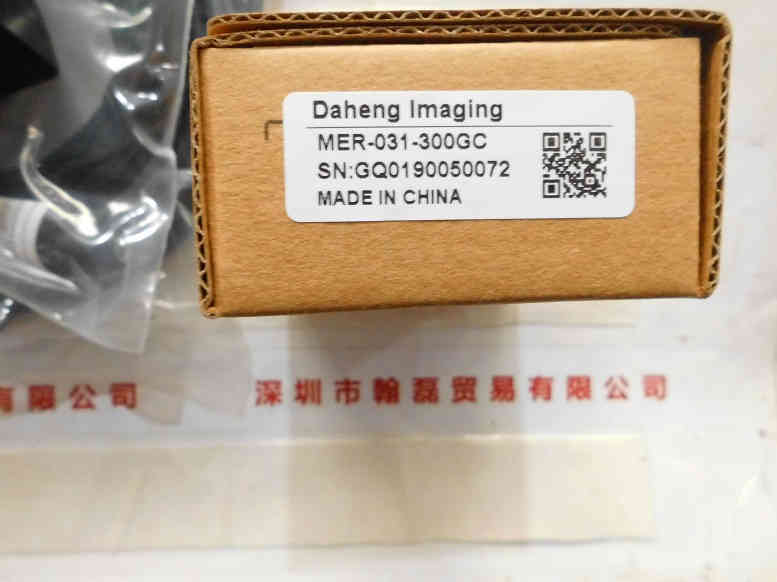 Daheng Imaging
MER-031-300GC
SN:GQ0190050072
MADE IN CHINA
有限公司
深圳市翰磊贸易有限公司